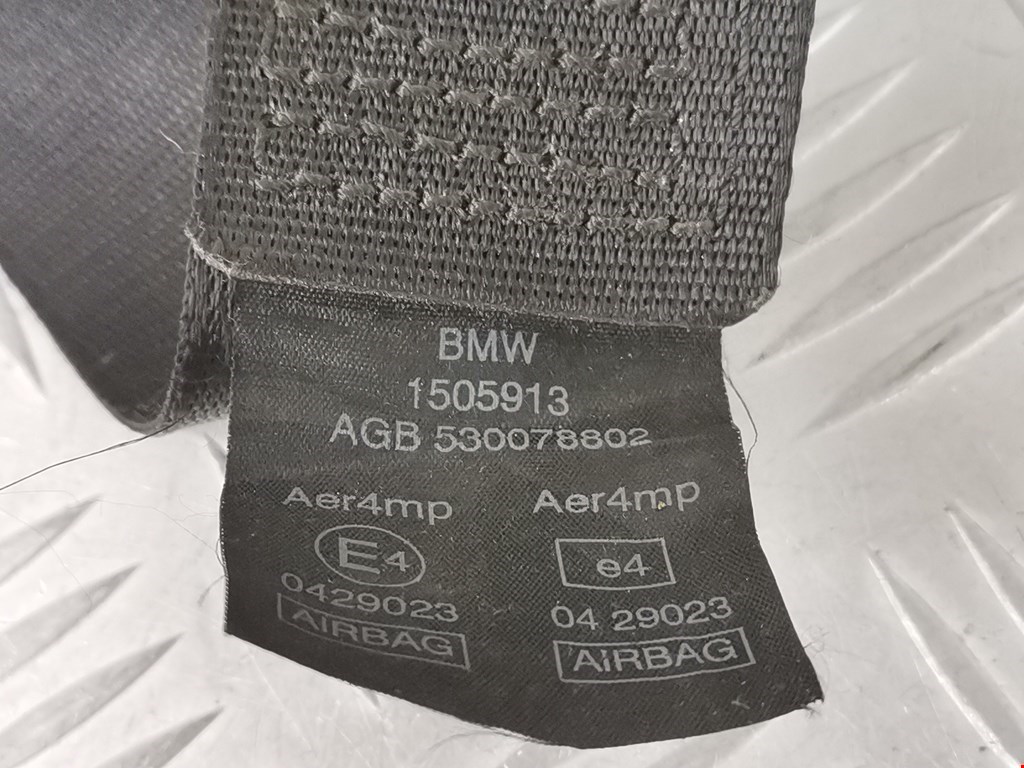 BMW
1505913
AGB 530078802
Aer4mp Aer4mp
E4 e4
0429023 04 29023
AIRBAG AIRBAG